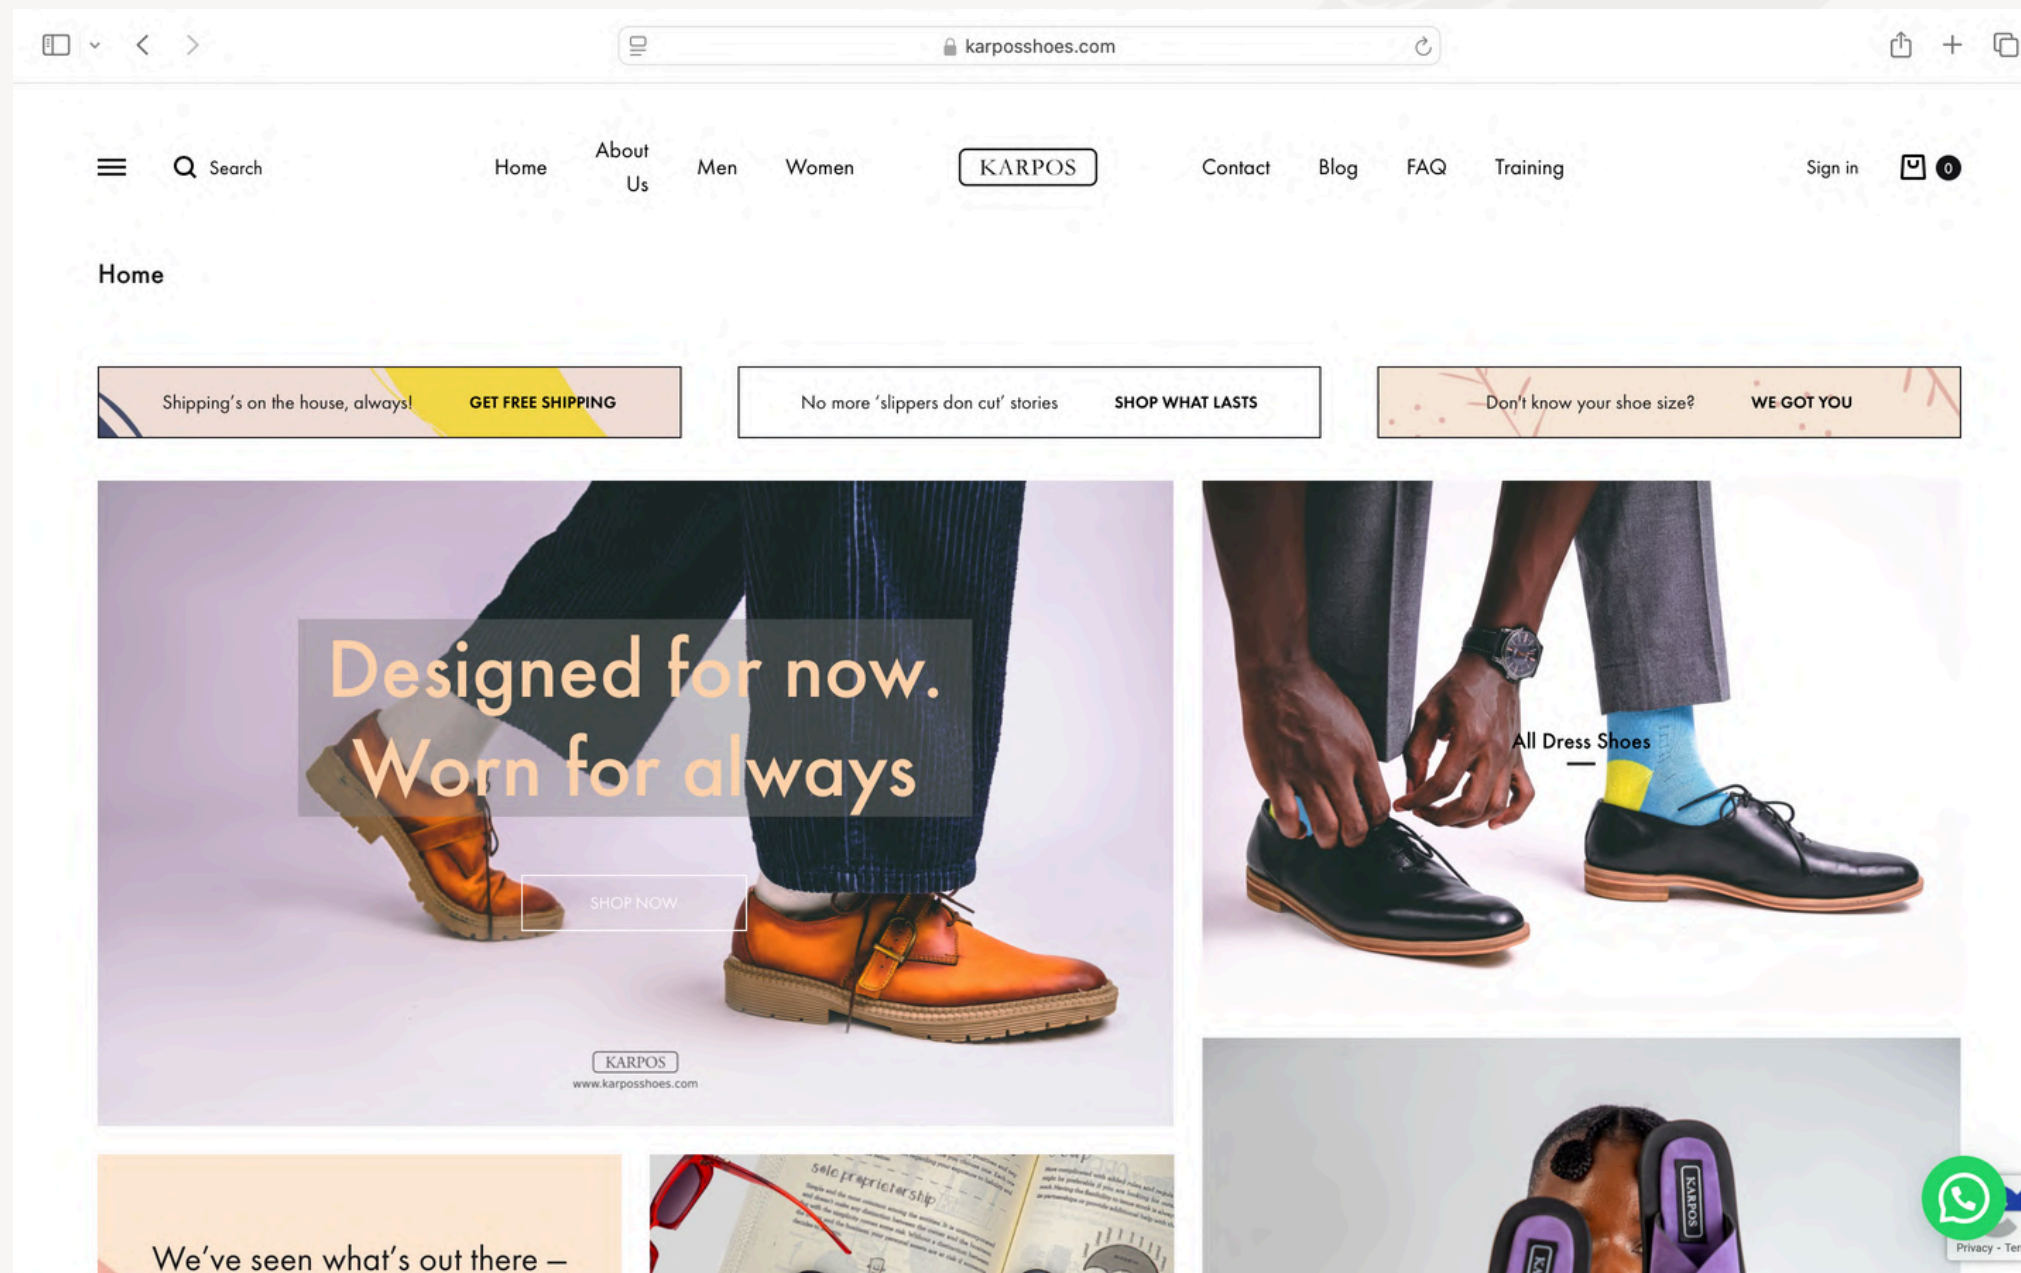 karposshoes.com
Search
Home
About
Us
Men
Women
KARPOS
Contact
Blog
FAQ
Training
Sign in
0
Home
Shipping’s on the house, always!
GET FREE SHIPPING
No more ‘slippers don cut’ stories
SHOP WHAT LASTS
Don't know your shoe size?
WE GOT YOU
Designed for now.
Worn for always
SHOP NOW
KARPOS
www.karposshoes.com
All Dress Shoes
We’ve seen what’s out there –
sole proprietorship
KARPOS
KA
Privacy - Ter